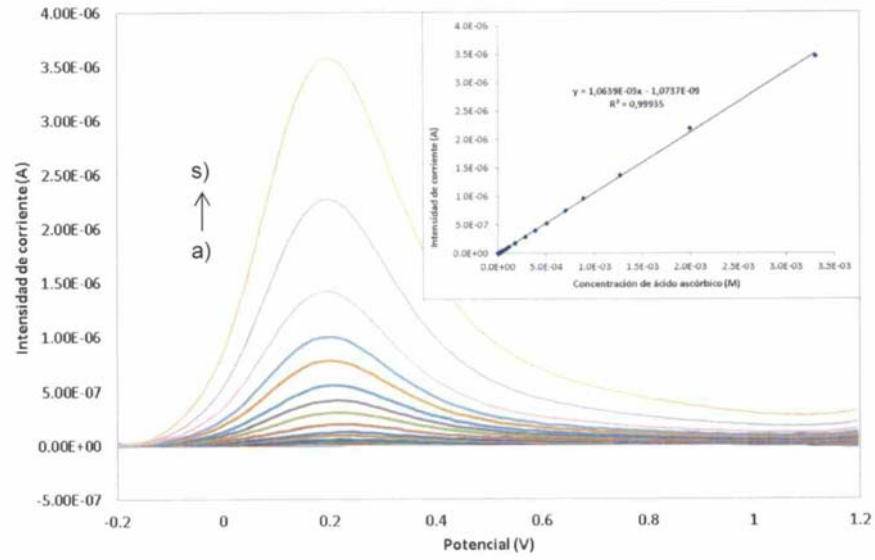 4.00E-06
3.50E-06
3.00E-06
2.50E-06
2.00E-06
1.50E-06
1.00E-06
5.00E-07
0.00E+00
-5.00E-07
Intensidad de corriente (A)
-0.2 0 0.2 0.4 0.6 0.8 1 1.2
Potencial (V)
s)
a)
4.0E-06
3.5E-06
3.0E-06
2.5E-06
2.0E-06
1.5E-06
1.0E-06
5.0E-07
0.0E+00
Intensidad de corriente (A)
y = 1,0639E-03x - 1,0737E-09
R² = 0,99935
0.0E+00 5.0E-04 1.0E-03 1.5E-03 2.0E-03 2.5E-03 3.0E-03 3.5E-03
Concentración de ácido ascórbico (M)